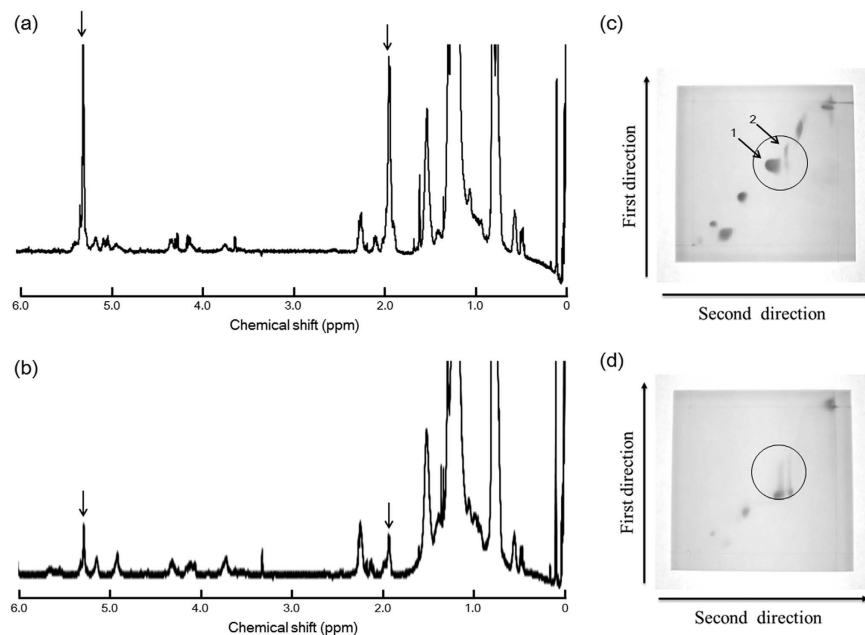 (a)
6.0 5.0 4.0 3.0 2.0 1.0 0
Chemical shift (ppm)
(b)
6.0 5.0 4.0 3.0 2.0 1.0 0
Chemical shift (ppm)
(c)
First direction
1
2
Second direction
(d)
First direction
Second direction